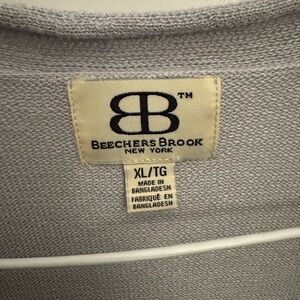 BB™
BEECHERS BROOK
NEW YORK
XL/TG
MADE IN
BANGLADESH
FABRIQUÉ EN
BANGLADESH